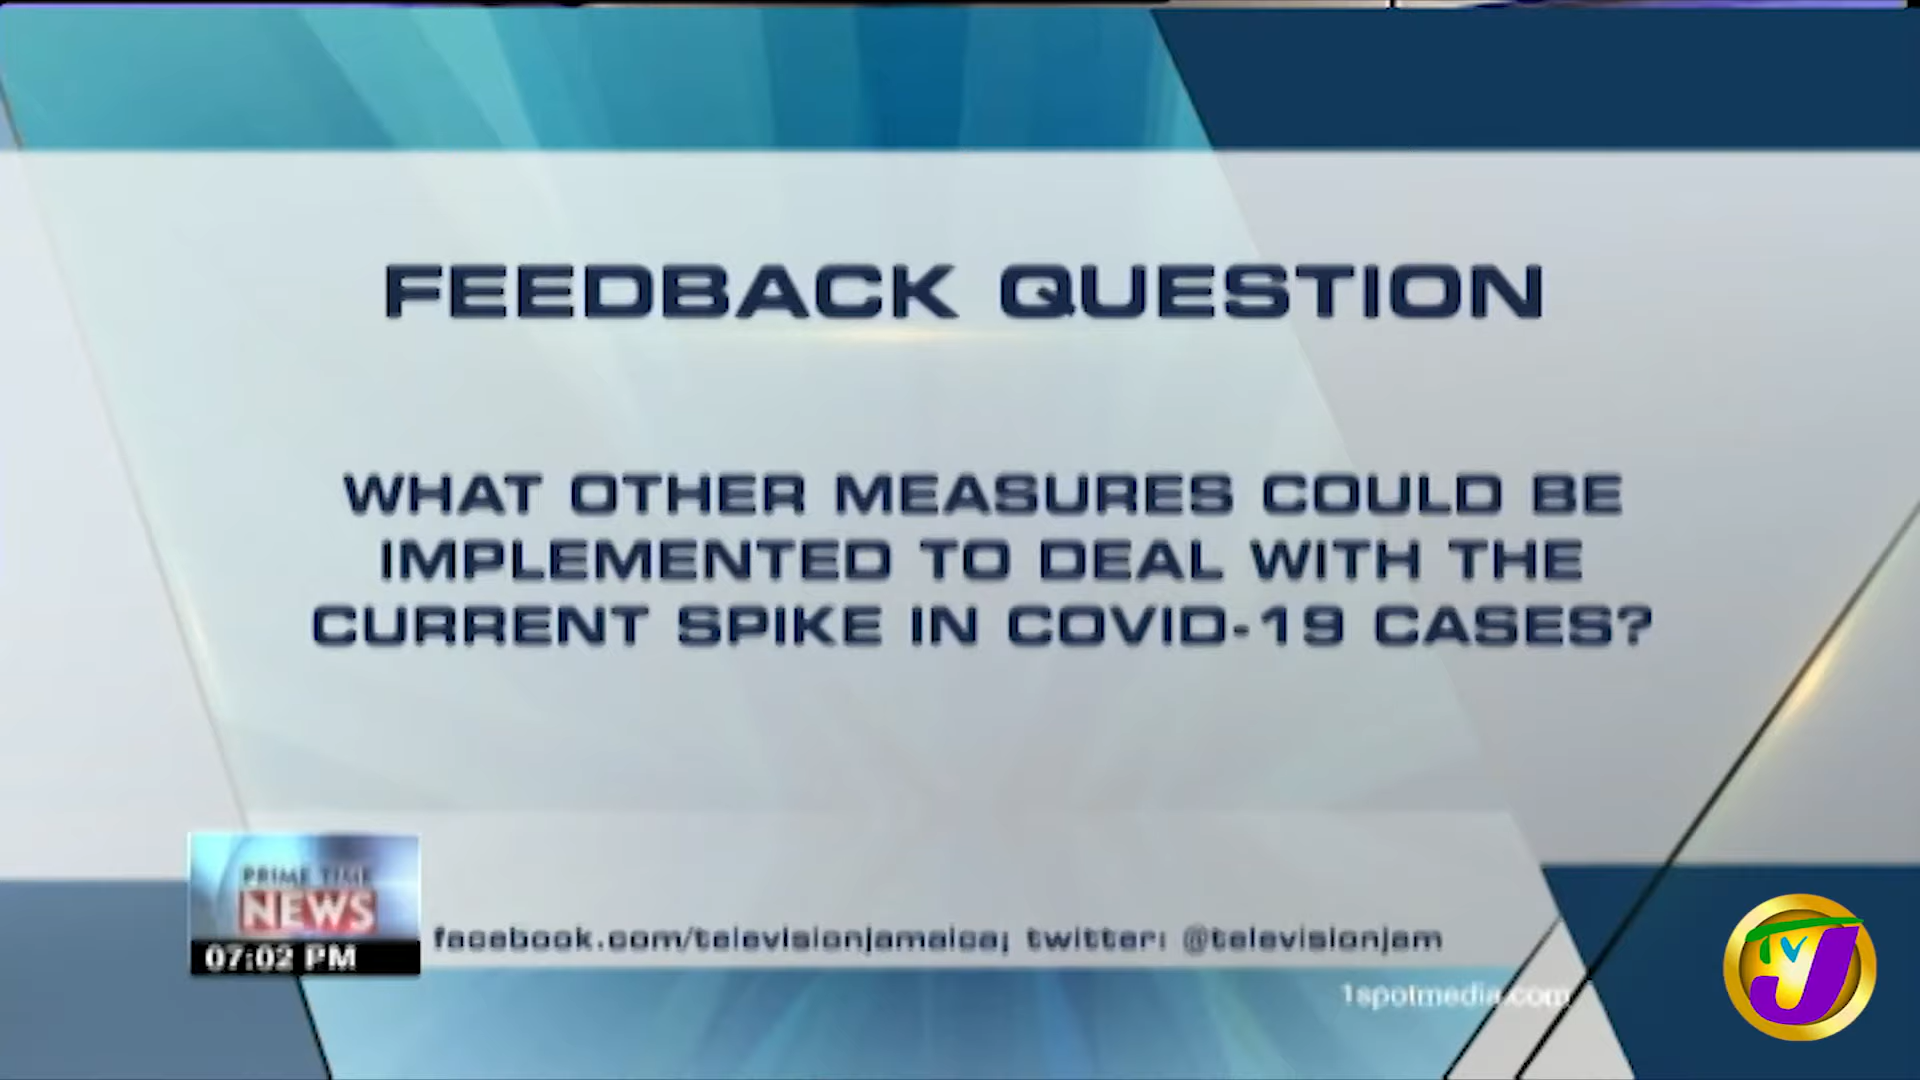 FEEDBACK QUESTION
WHAT OTHER MEASURES COULD BE
IMPLEMENTED TO DEAL WITH THE
CURRENT SPIKE IN COVID-19 CASES?
PRIME TIME
NEWS
07:02 PM
facebook.com/televisionjamaica; twitter: @televisionjam
1spotmedia.com
TVJ